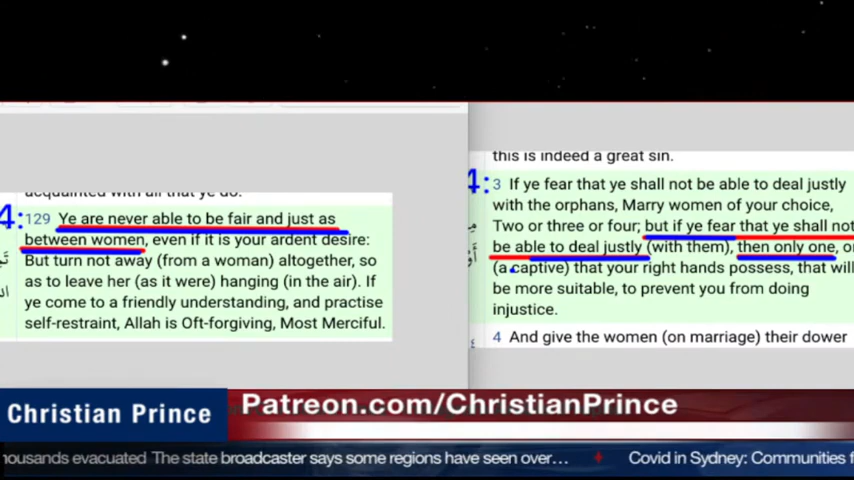 acquainted with all that ye do.
4:
129 Ye are never able to be fair and just as
between women, even if it is your ardent desire:
But turn not away (from a woman) altogether, so
as to leave her (as it were) hanging (in the air). If
ye come to a friendly understanding, and practise
self-restraint, Allah is Oft-forgiving, Most Merciful.
this is indeed a great sin.
4:
3 If ye fear that ye shall not be able to deal justly
with the orphans, Marry women of your choice,
Two or three or four; but if ye fear that ye shall not
be able to deal justly (with them), then only one, or
(a captive) that your right hands possess, that will
be more suitable, to prevent you from doing
injustice.
٤
4 And give the women (on marriage) their dower
Christian Prince
Patreon.com/ChristianPrince
housands evacuated The state broadcaster says some regions have seen over... Covid in Sydney: Communities f